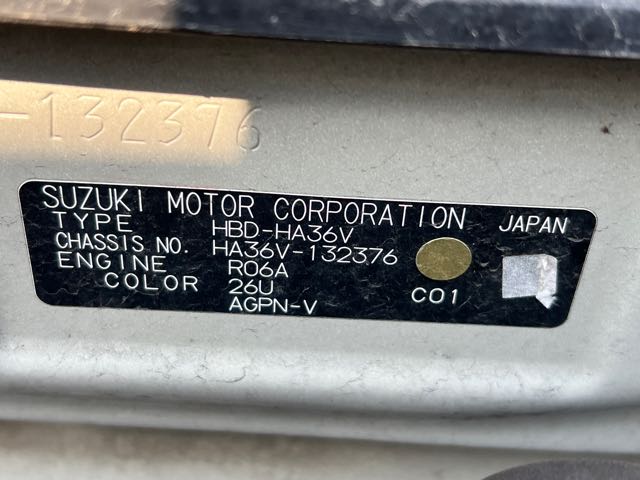 -132376
SUZUKI MOTOR CORPORATION JAPAN
TYPE HBD-HA36V
CHASSIS NO. HA36V-132376
ENGINE R06A
COLOR 26U
AGPN-V
C01